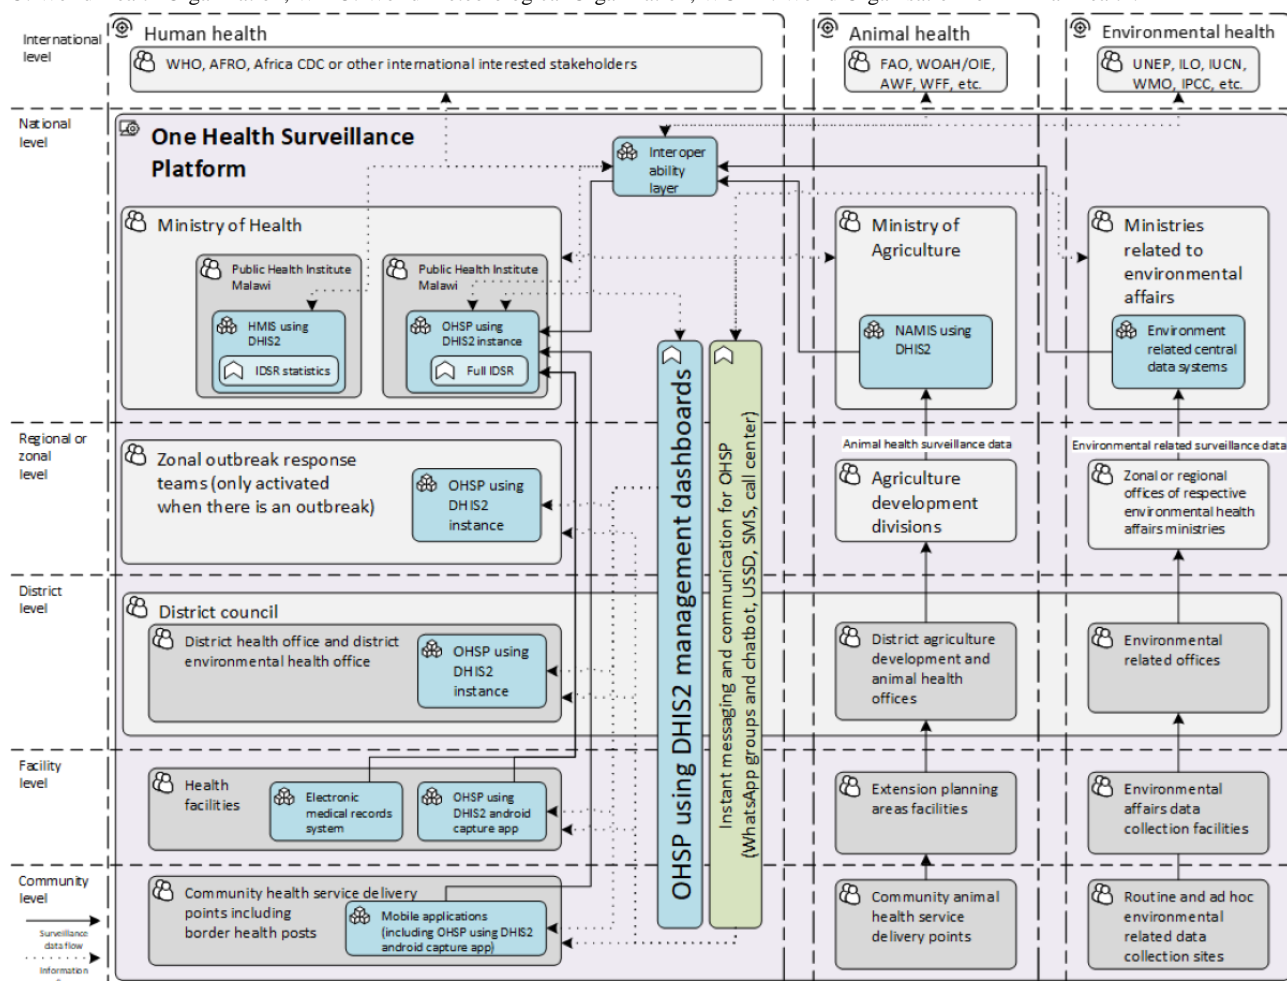 International level
Human health
WHO, AFRO, Africa CDC or other international interested stakeholders
Animal health
FAO, WOAH/OIE,
AWF, WFF, etc.
Environmental health
UNEP, ILO, IUCN,
WMO, IPCC, etc.
National
level
One Health Surveillance
Platform
Interoper
ability
layer
Ministry of Health
Public Health Institute
Malawi
HMIS using
DHIS2
IDSR statistics
Public Health Institute
Malawi
OHSP using
DHIS2 instance
Full IDSR
Ministry of
Agriculture
NAMIS using
DHIS2
Ministries
related to
environmental
affairs
Environment
related central
data systems
OHSP using DHIS2 management dashboards
Instant messaging and communication for OHSP
(WhatsApp groups and chatbot, USSD, SMS, call center)
Regional or
zonal level
Zonal outbreak response
teams (only activated
when there is an outbreak)
OHSP using
DHIS2
instance
Animal health surveillance data
Agriculture
development
divisions
Environmental related surveillance data
Zonal or regional
offices of respective
environmental health
affairs ministries
District
level
District council
District health office and district
environmental health office
OHSP using
DHIS2
instance
District agriculture
development and
animal health
offices
Environmental
related offices
Facility
level
Health
facilities
Electronic
medical records
system
OHSP using
DHIS2 android
capture app
Extension planning
areas facilities
Environmental
affairs data
collection facilities
Community
level
Community health service delivery
points including
border health posts
Mobile applications
(including OHSP using DHIS2
android capture app)
Community animal
health service
delivery points
Routine and ad hoc
environmental
related data
collection sites
Surveillance
data flow
Information